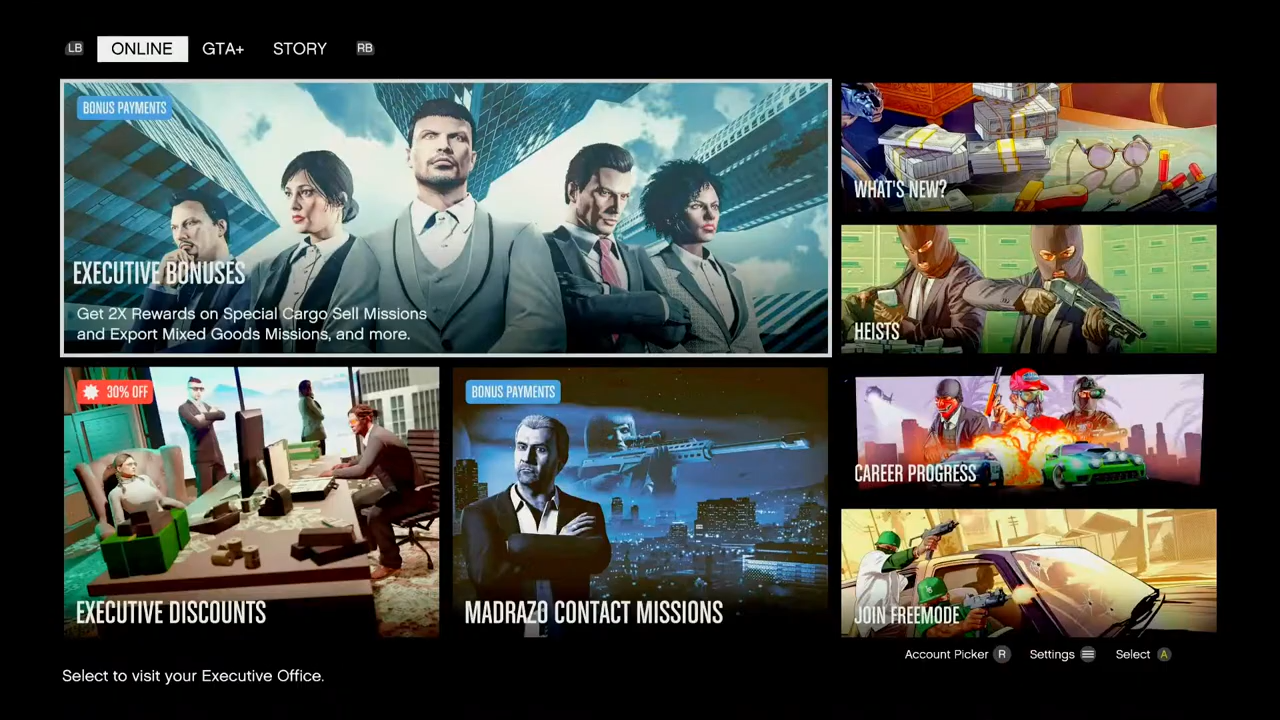 LB ONLINE GTA+ STORY RB
BONUS PAYMENTS
EXECUTIVE BONUSES
Get 2X Rewards on Special Cargo Sell Missions
and Export Mixed Goods Missions, and more.
WHAT'S NEW?
HEISTS
30% OFF
EXECUTIVE DISCOUNTS
BONUS PAYMENTS
MADRAZO CONTACT MISSIONS
CAREER PROGRESS
JOIN FREEMODE
Account Picker R Settings Select A
Select to visit your Executive Office.